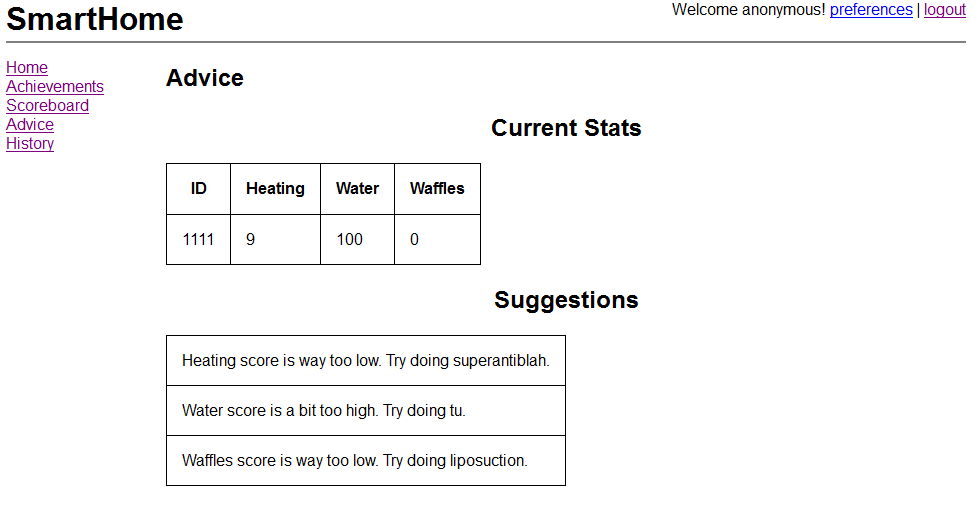 SmartHome
Welcome anonymous! preferences | logout
Home
Achievements
Scoreboard
Advice
History
Advice
Current Stats
ID Heating Water Waffles
1111 9 100 0
Suggestions
Heating score is way too low. Try doing superantiblah.
Water score is a bit too high. Try doing tu.
Waffles score is way too low. Try doing liposuction.